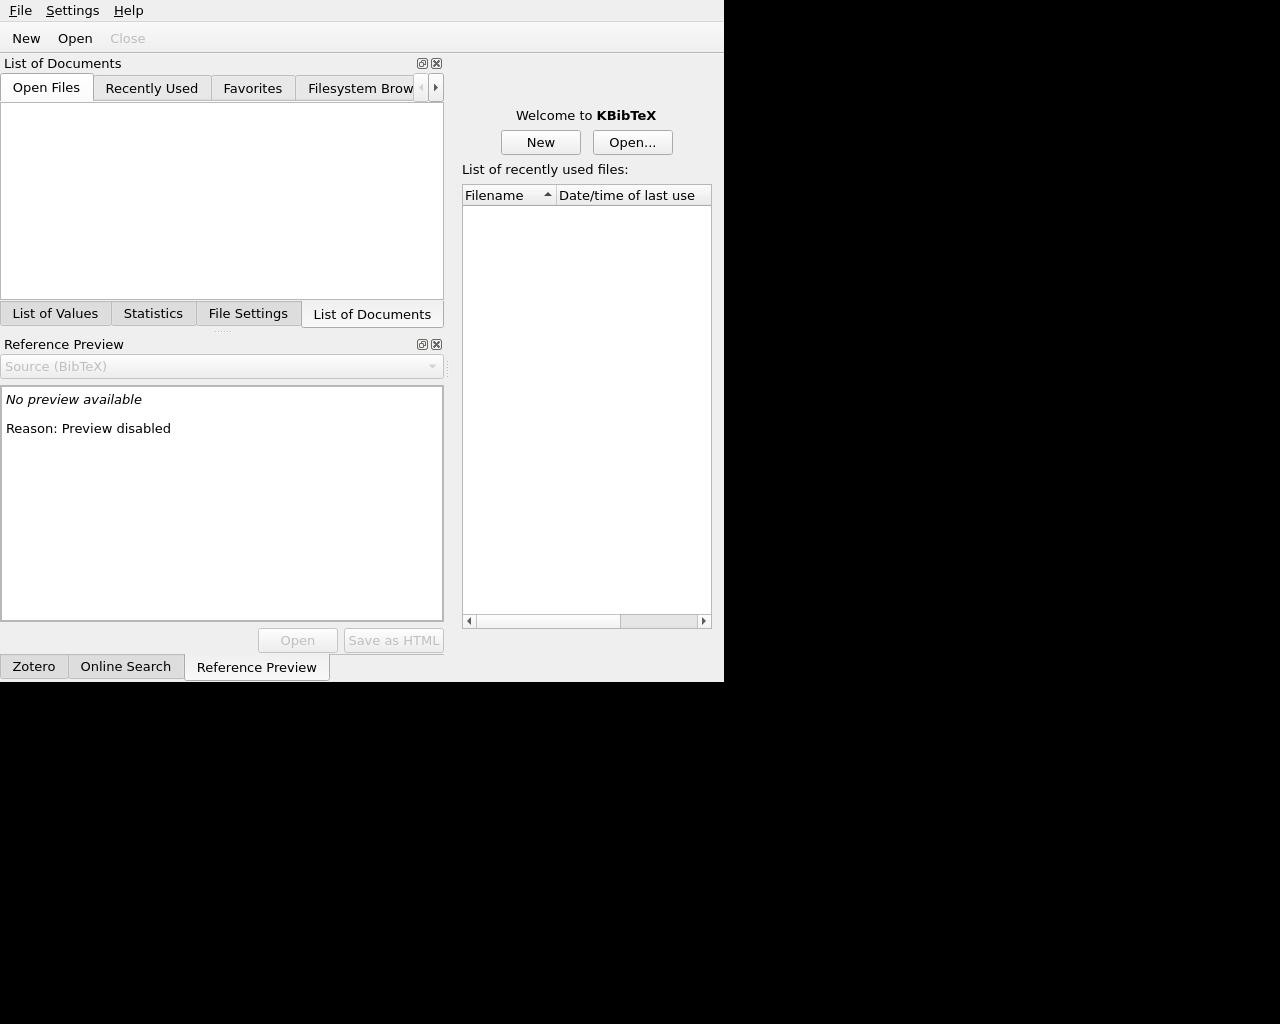 File Settings Help
New Open Close
List of Documents
Open Files Recently Used Favorites Filesystem Brow
List of Values Statistics File Settings List of Documents
Reference Preview
Source (BibTeX)
No preview available
Reason: Preview disabled
Open Save as HTML
Zotero Online Search Reference Preview
Welcome to KBibTeX
New Open...
List of recently used files:
Filename Date/time of last use